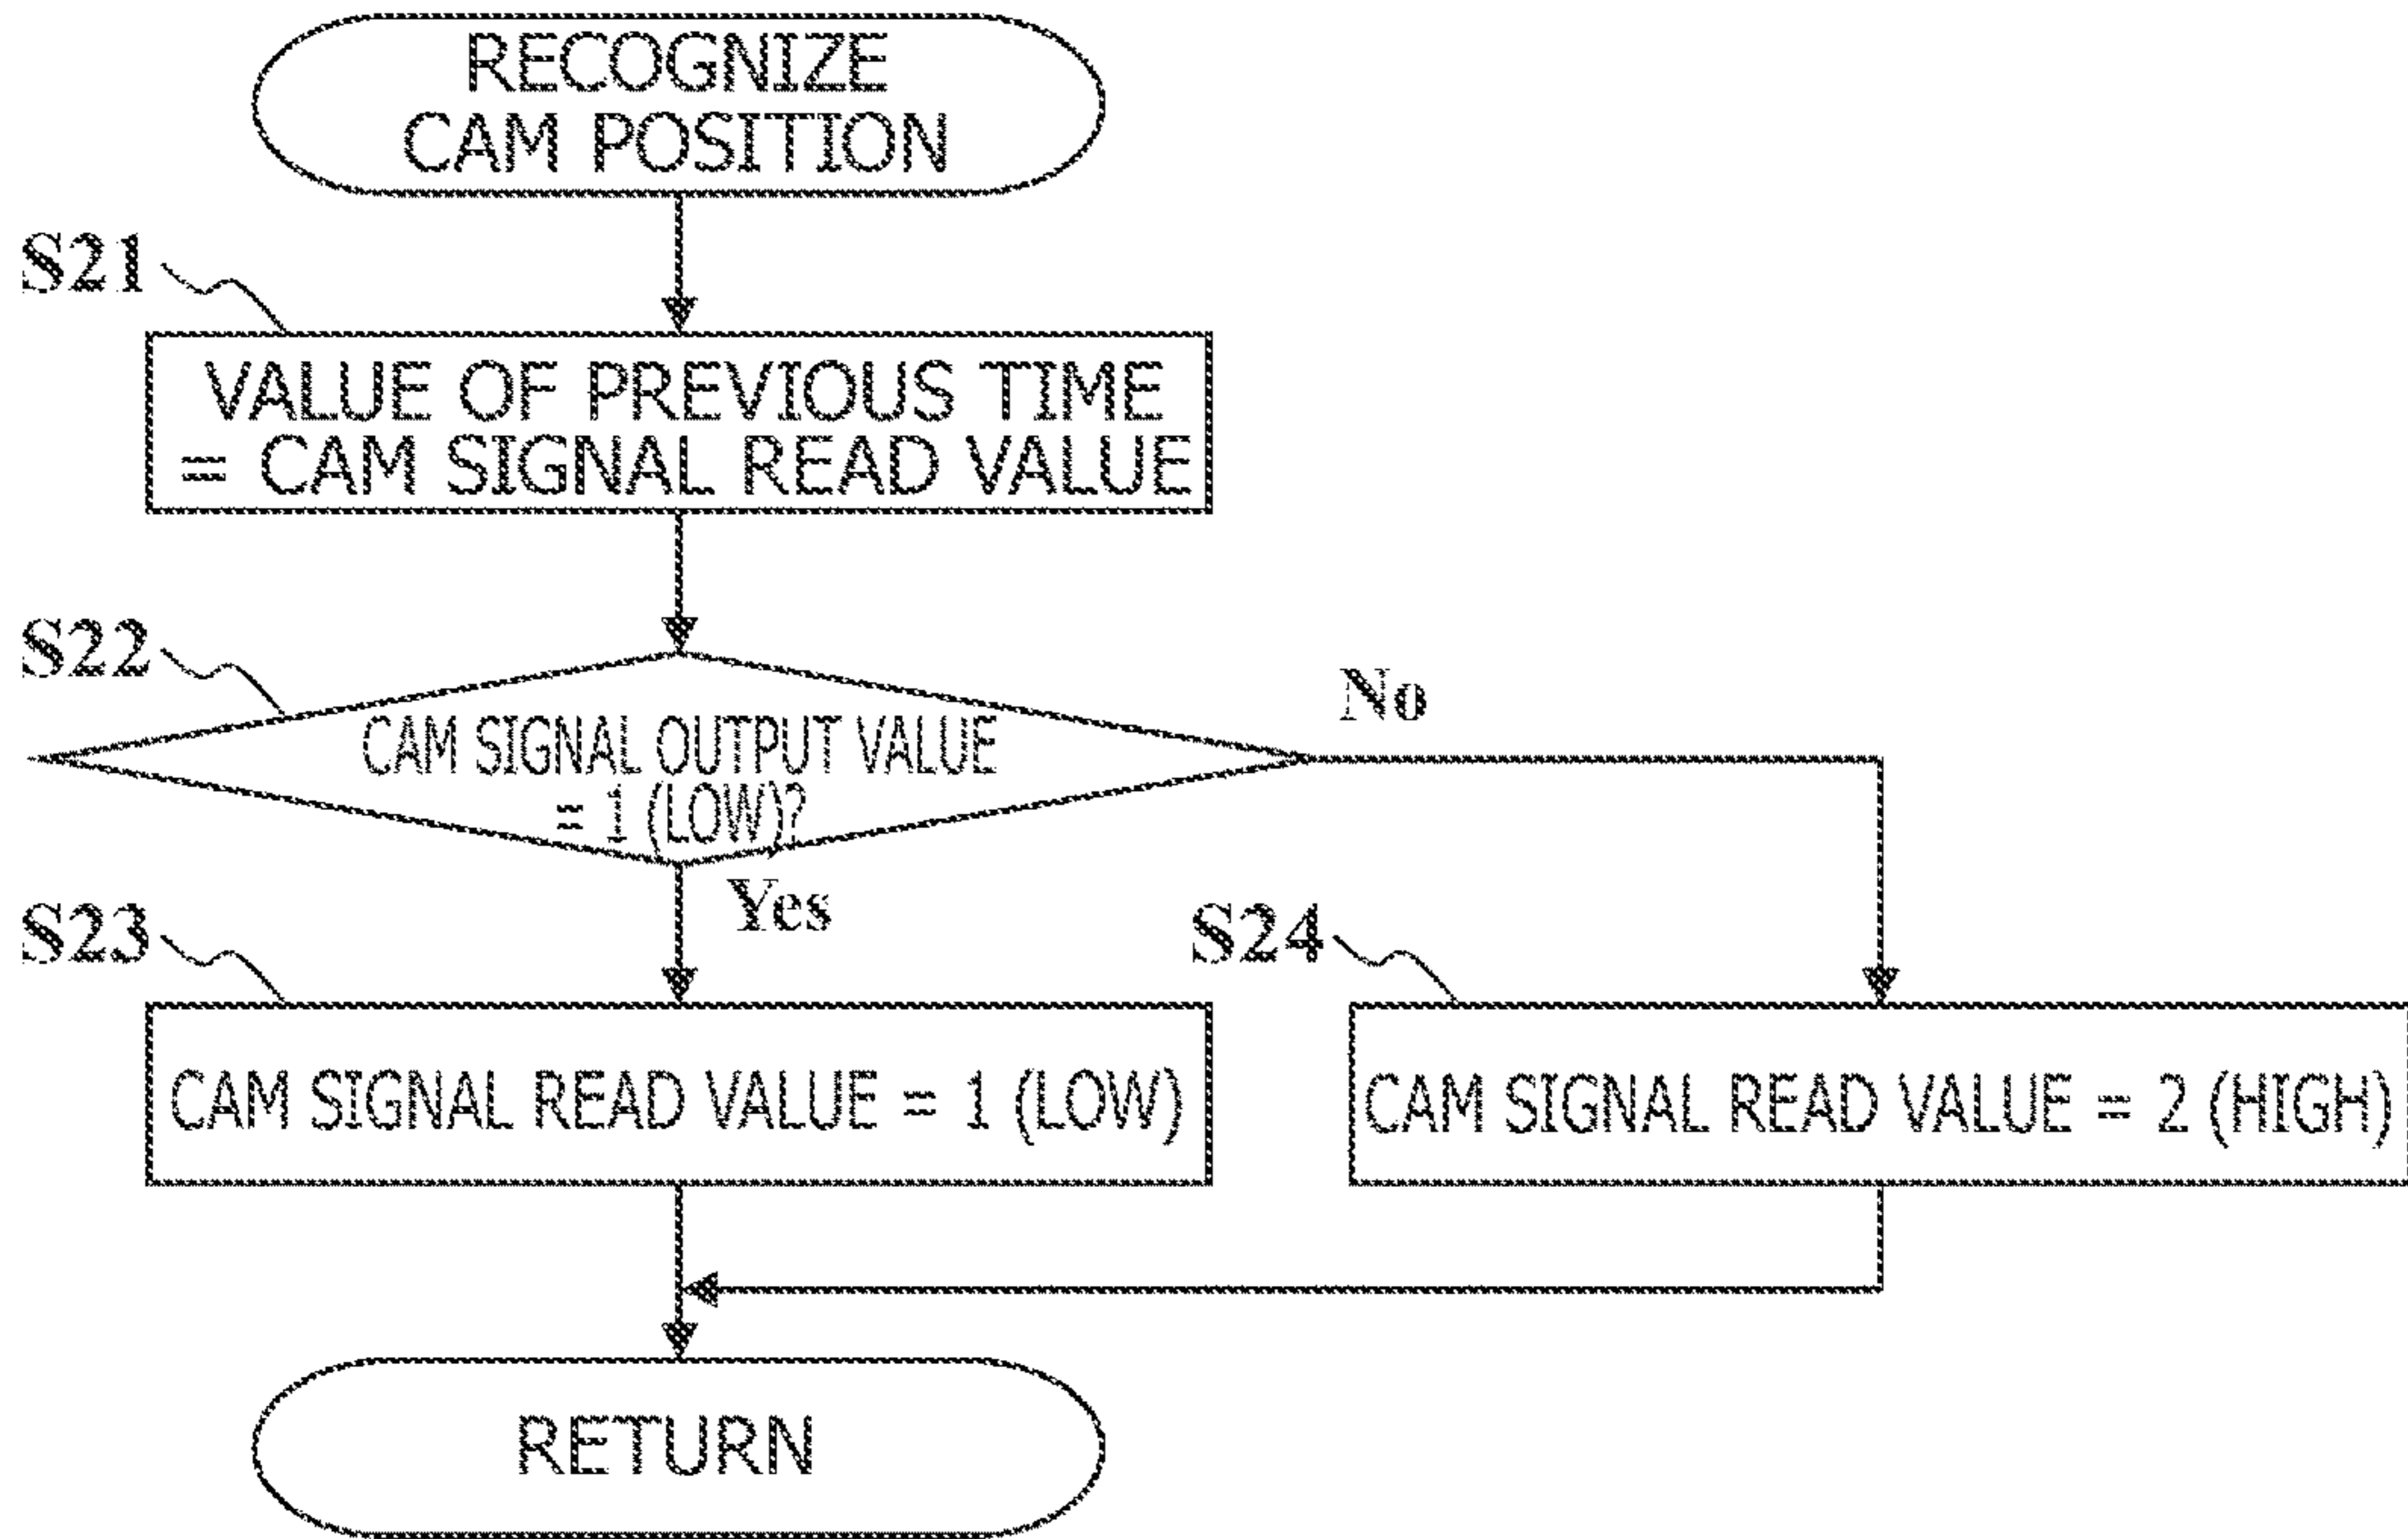 RECOGNIZE
CAM POSITION
S21
VALUE OF PREVIOUS TIME
= CAM SIGNAL READ VALUE
S22
CAM SIGNAL OUTPUT VALUE
= 1 (LOW)?
No
Yes
S23
CAM SIGNAL READ VALUE = 1 (LOW)
S24
CAM SIGNAL READ VALUE = 2 (HIGH)
RETURN